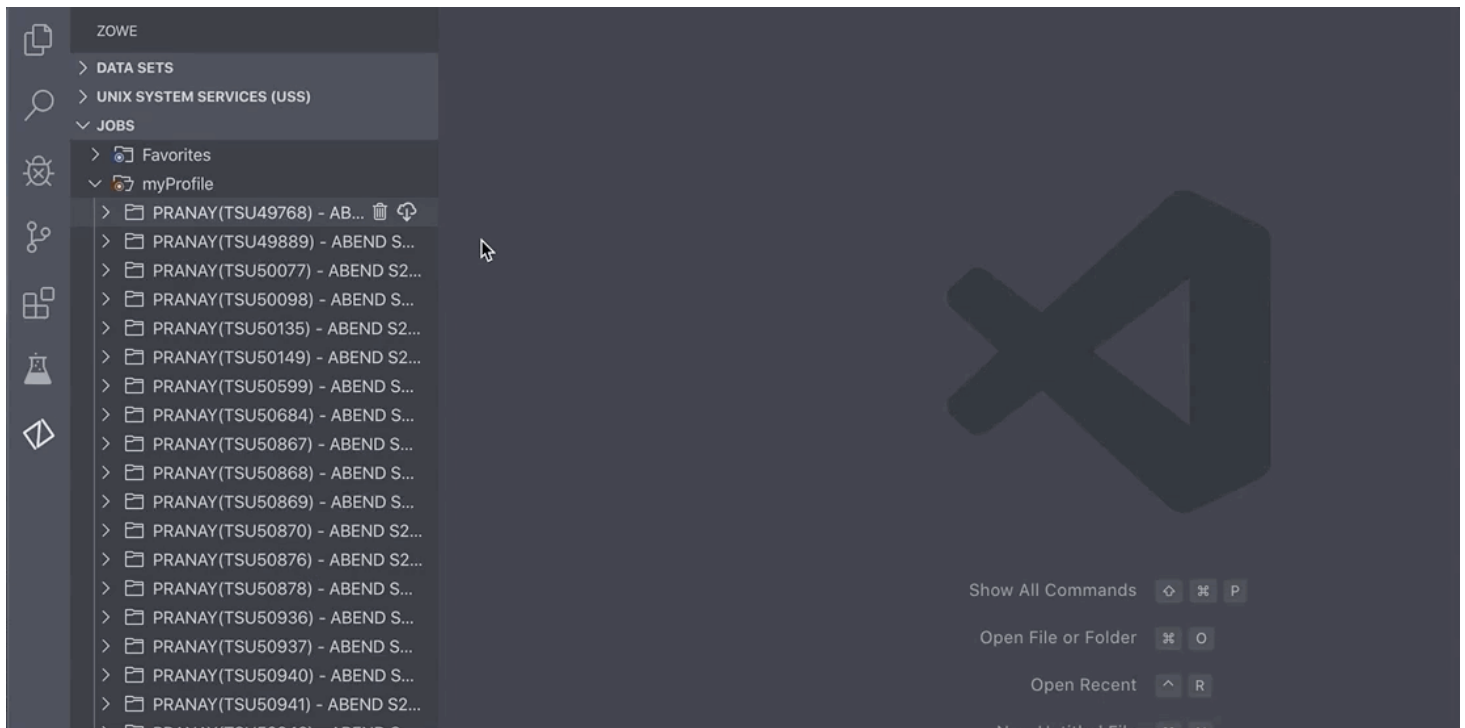 ZOWE
DATA SETS
UNIX SYSTEM SERVICES (USS)
JOBS
Favorites
myProfile
PRANAY(TSU49768) - AB...
PRANAY(TSU49889) - ABEND S...
PRANAY(TSU50077) - ABEND S2...
PRANAY(TSU50098) - ABEND S...
PRANAY(TSU50135) - ABEND S2...
PRANAY(TSU50149) - ABEND S2...
PRANAY(TSU50599) - ABEND S...
PRANAY(TSU50684) - ABEND S...
PRANAY(TSU50867) - ABEND S...
PRANAY(TSU50868) - ABEND S...
PRANAY(TSU50869) - ABEND S...
PRANAY(TSU50870) - ABEND S2...
PRANAY(TSU50876) - ABEND S2...
PRANAY(TSU50878) - ABEND S...
PRANAY(TSU50936) - ABEND S...
PRANAY(TSU50937) - ABEND S...
PRANAY(TSU50940) - ABEND S...
PRANAY(TSU50941) - ABEND S2...
Show All Commands ⇧ ⌘ P
Open File or Folder ⌘ O
Open Recent ^ R